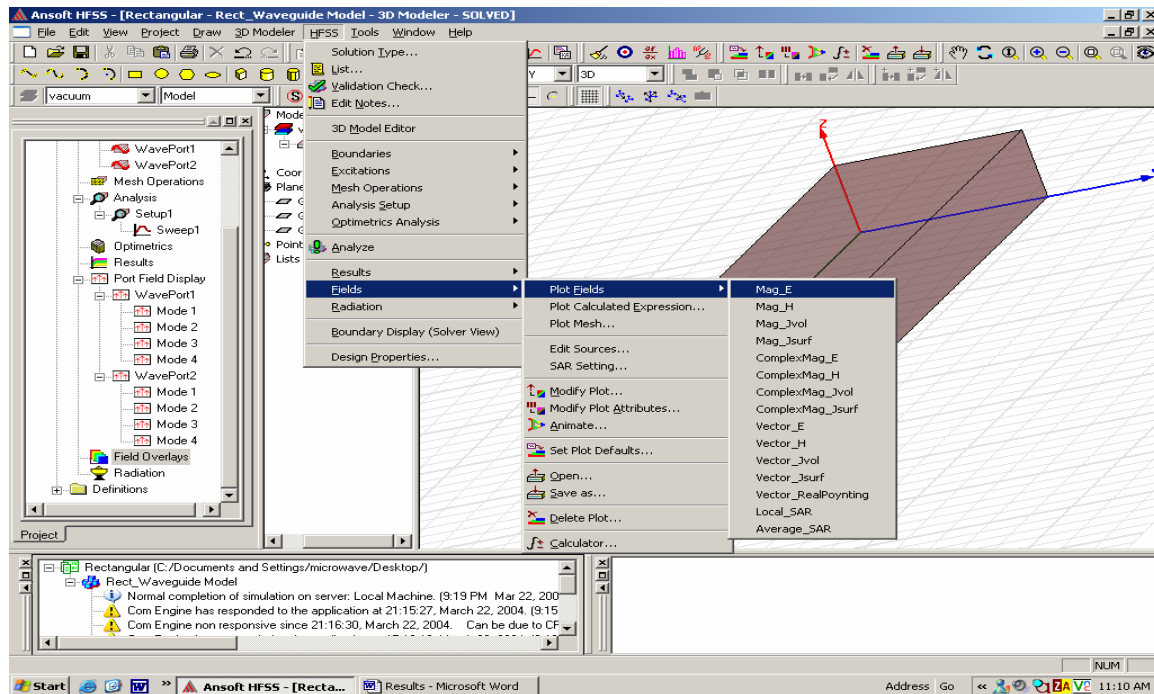 Ansoft HFSS - [Rectangular - Rect_Waveguide Model - 3D Modeler - SOLVED]
File Edit View Project Draw 3D Modeler HFSS Tools Window Help
3D
vacuum Model
Solution Type...
List...
Validation Check...
Edit Notes...
3D Model Editor
Boundaries
Excitations
Mesh Operations
Analysis Setup
Optimetrics Analysis
Analyze
Results
Fields
Radiation
Boundary Display (Solver View)
Design Properties...
Plot Fields
Plot Calculated Expression...
Plot Mesh...
Edit Sources...
SAR Setting...
Modify Plot...
Modify Plot Attributes...
Animate...
Set Plot Defaults...
Open...
Save as...
Delete Plot...
Calculator...
Mag_E
Mag_H
Mag_Jvol
Mag_Jsurf
ComplexMag_E
ComplexMag_H
ComplexMag_Jvol
ComplexMag_Jsurf
Vector_E
Vector_H
Vector_Jvol
Vector_Jsurf
Vector_RealPoynting
Local_SAR
Average_SAR
WavePort1
WavePort2
Mesh Operations
Analysis
Setup1
Sweep1
Optimetrics
Results
Port Field Display
WavePort1
Mode 1
Mode 2
Mode 3
Mode 4
WavePort2
Mode 1
Mode 2
Mode 3
Mode 4
Field Overlays
Radiation
Definitions
Project
Mode
Coor
Plane
Point
Lists
Z
Rectangular (C:/Documents and Settings/microwave/Desktop/)
Rect_Waveguide Model
Normal completion of simulation on server: Local Machine. (9:19 PM Mar 22, 200
Com Engine has responded to the application at 21:15:27, March 22, 2004. (9:15
Com Engine non responsive since 21:16:30, March 22, 2004. Can be due to CF
NUM
Start Ansoft HFSS - [Recta... Results - Microsoft Word Address Go 11:10 AM